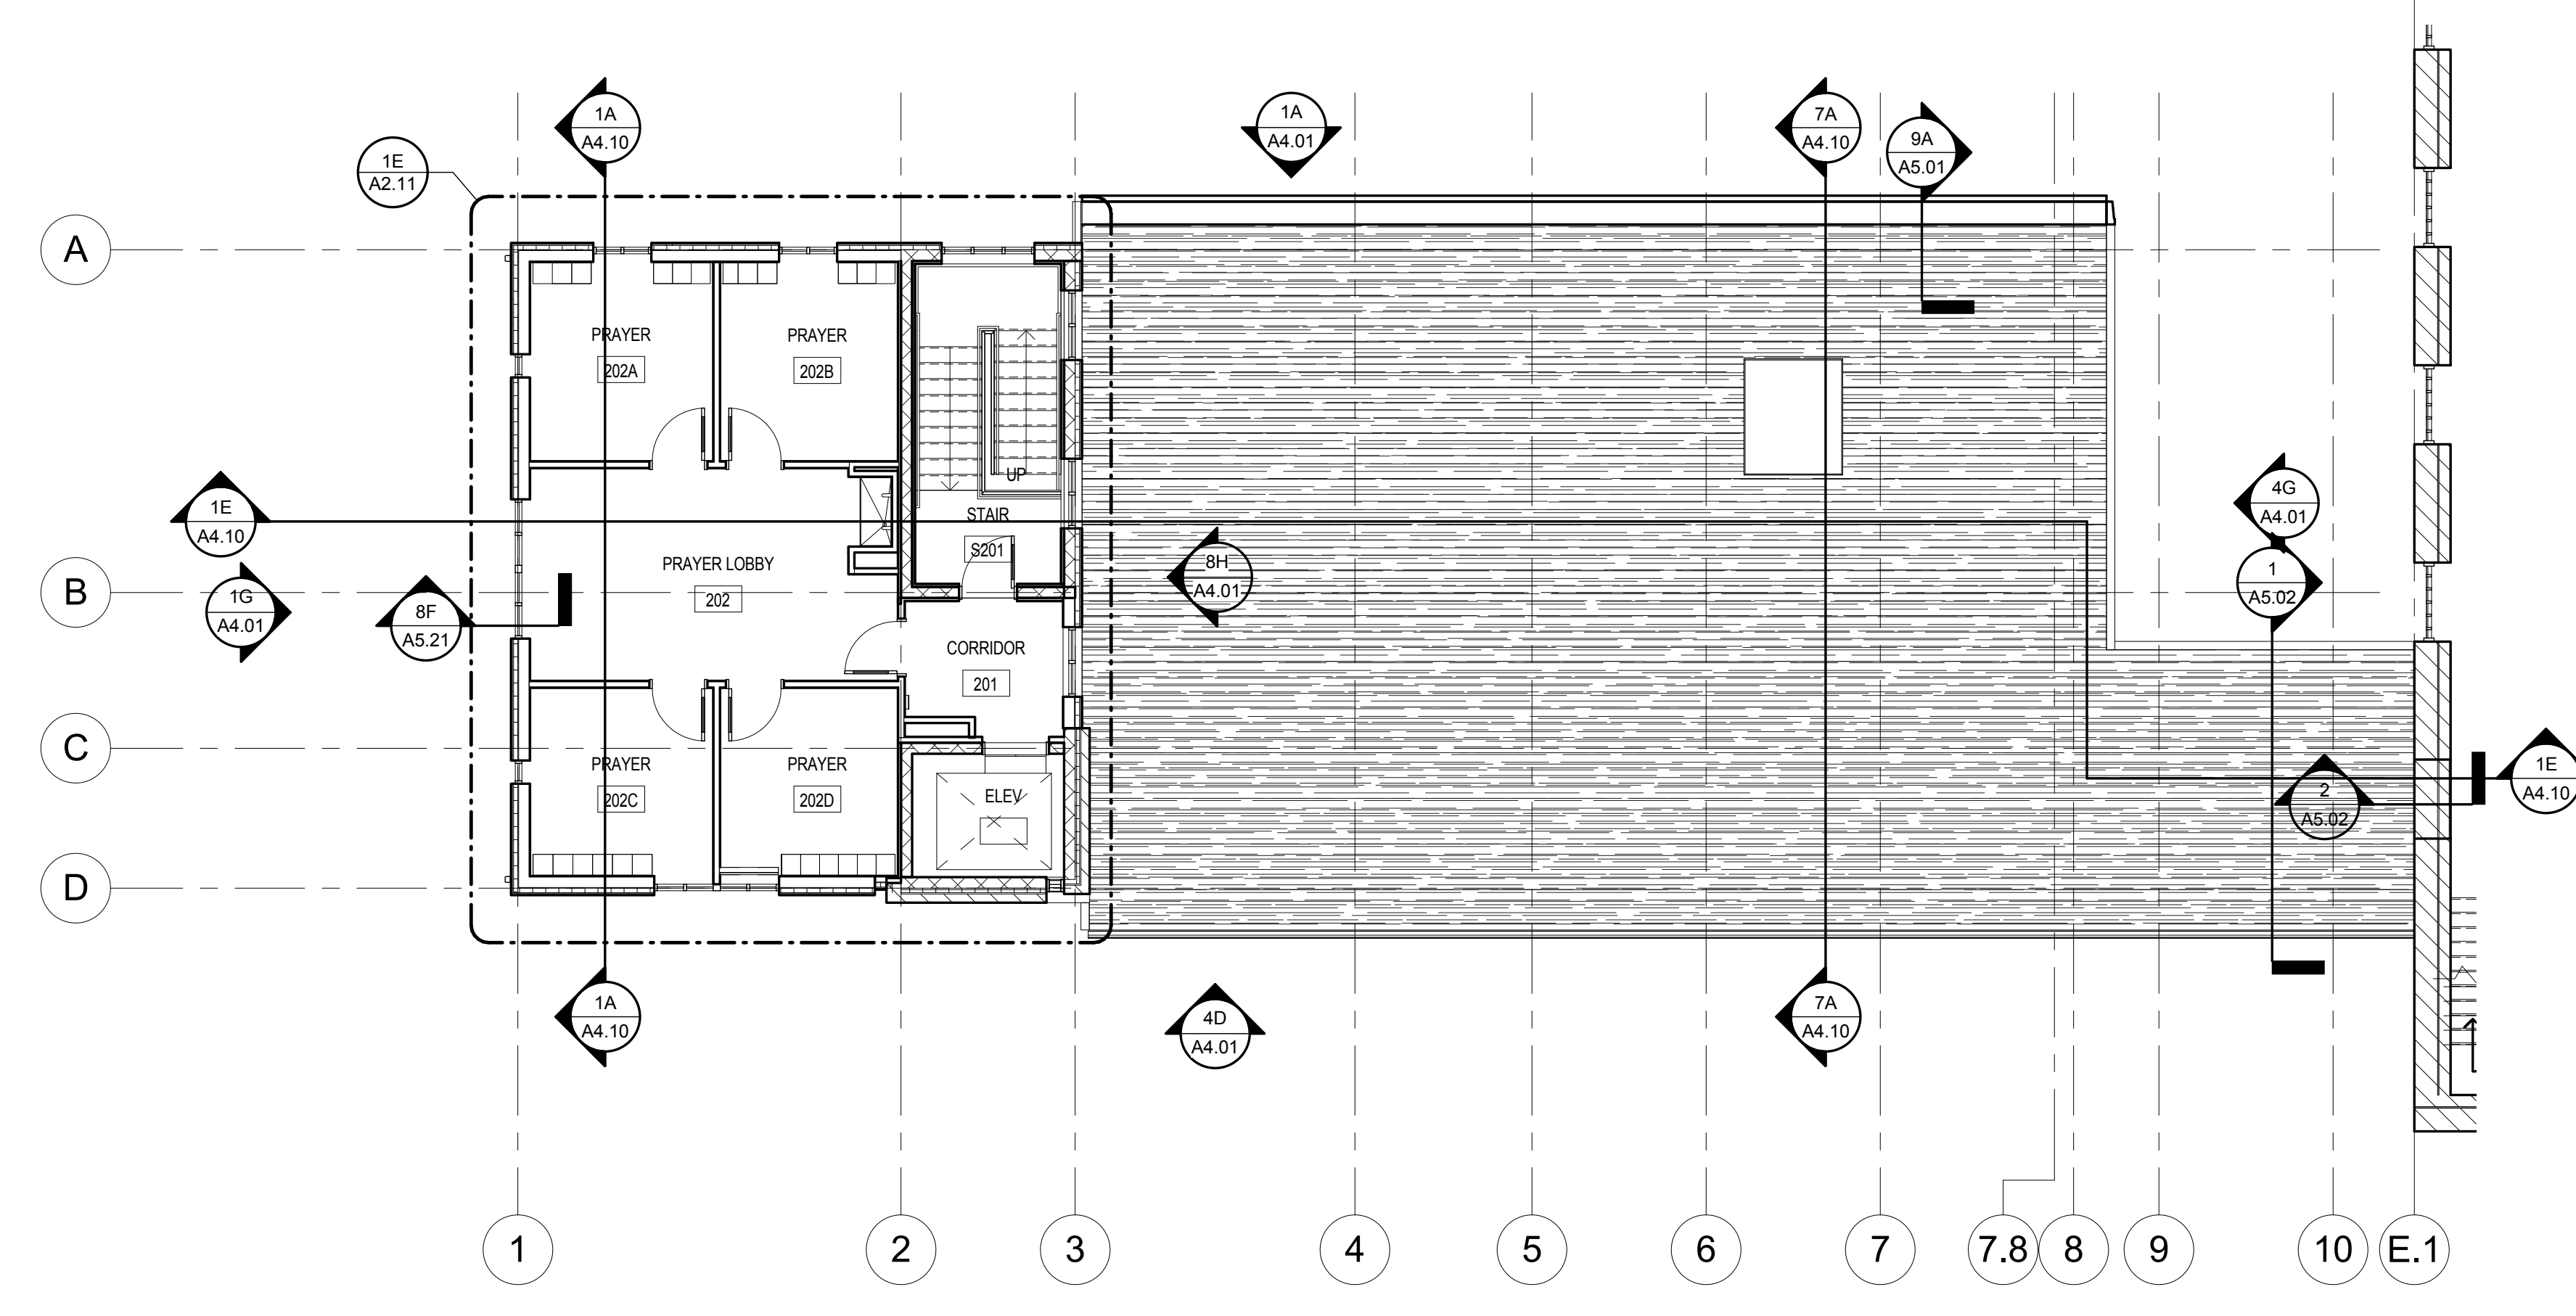 1A
A4.10
1A
A4.01
7A
A4.10
9A
A5.01
1E
A2.11
A
PRAYER
202A
PRAYER
202B
UP
STAIR
S201
1E
A4.10
4G
A4.01
PRAYER LOBBY
202
8H
A4.01
1
A5.02
B
1G
A4.01
8F
A5.21
CORRIDOR
201
C
PRAYER
202C
PRAYER
202D
ELEV
2
A5.02
1E
A4.10
D
1A
A4.10
4D
A4.01
7A
A4.10
1
2
3
4
5
6
7
7.8
8
9
10
E.1